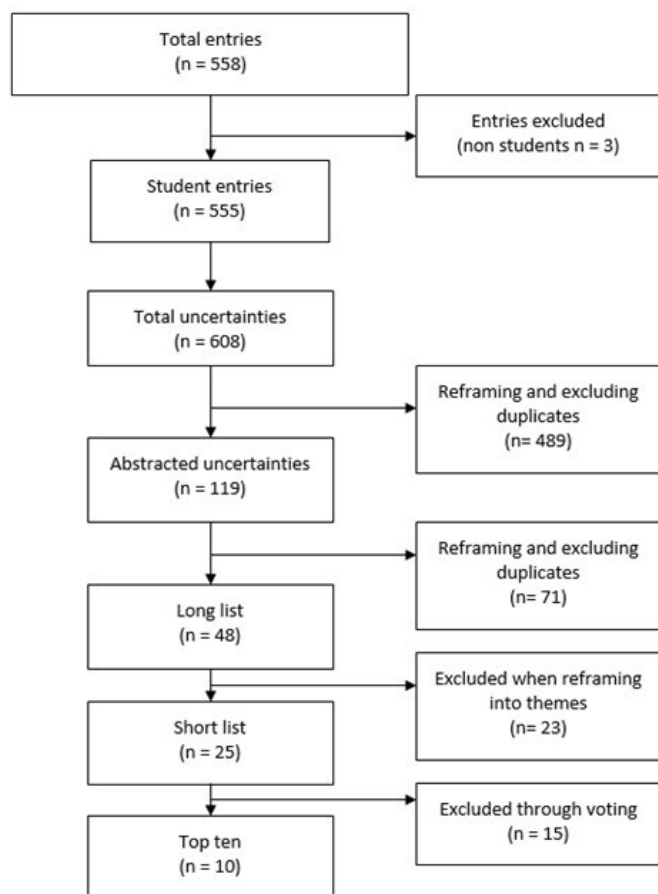 Total entries
(n = 558)
Entries excluded
(non students n = 3)
Student entries
(n = 555)
Total uncertainties
(n = 608)
Reframing and excluding
duplicates
(n= 489)
Abstracted uncertainties
(n = 119)
Reframing and excluding
duplicates
(n= 71)
Long list
(n = 48)
Excluded when reframing
into themes
(n= 23)
Short list
(n = 25)
Excluded through voting
(n = 15)
Top ten
(n = 10)